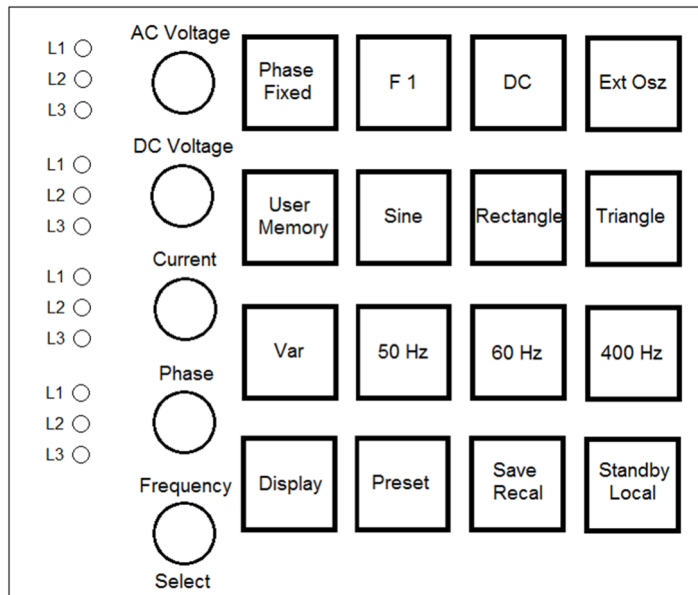 AC Voltage
L1
L2
L3
Phase
Fixed
F 1
DC
Ext Osz
DC Voltage
L1
L2
L3
User
Memory
Sine
Rectangle
Triangle
Current
L1
L2
L3
Var
50 Hz
60 Hz
400 Hz
Phase
L1
L2
L3
Frequency
Select
Display
Preset
Save
Recal
Standby
Local